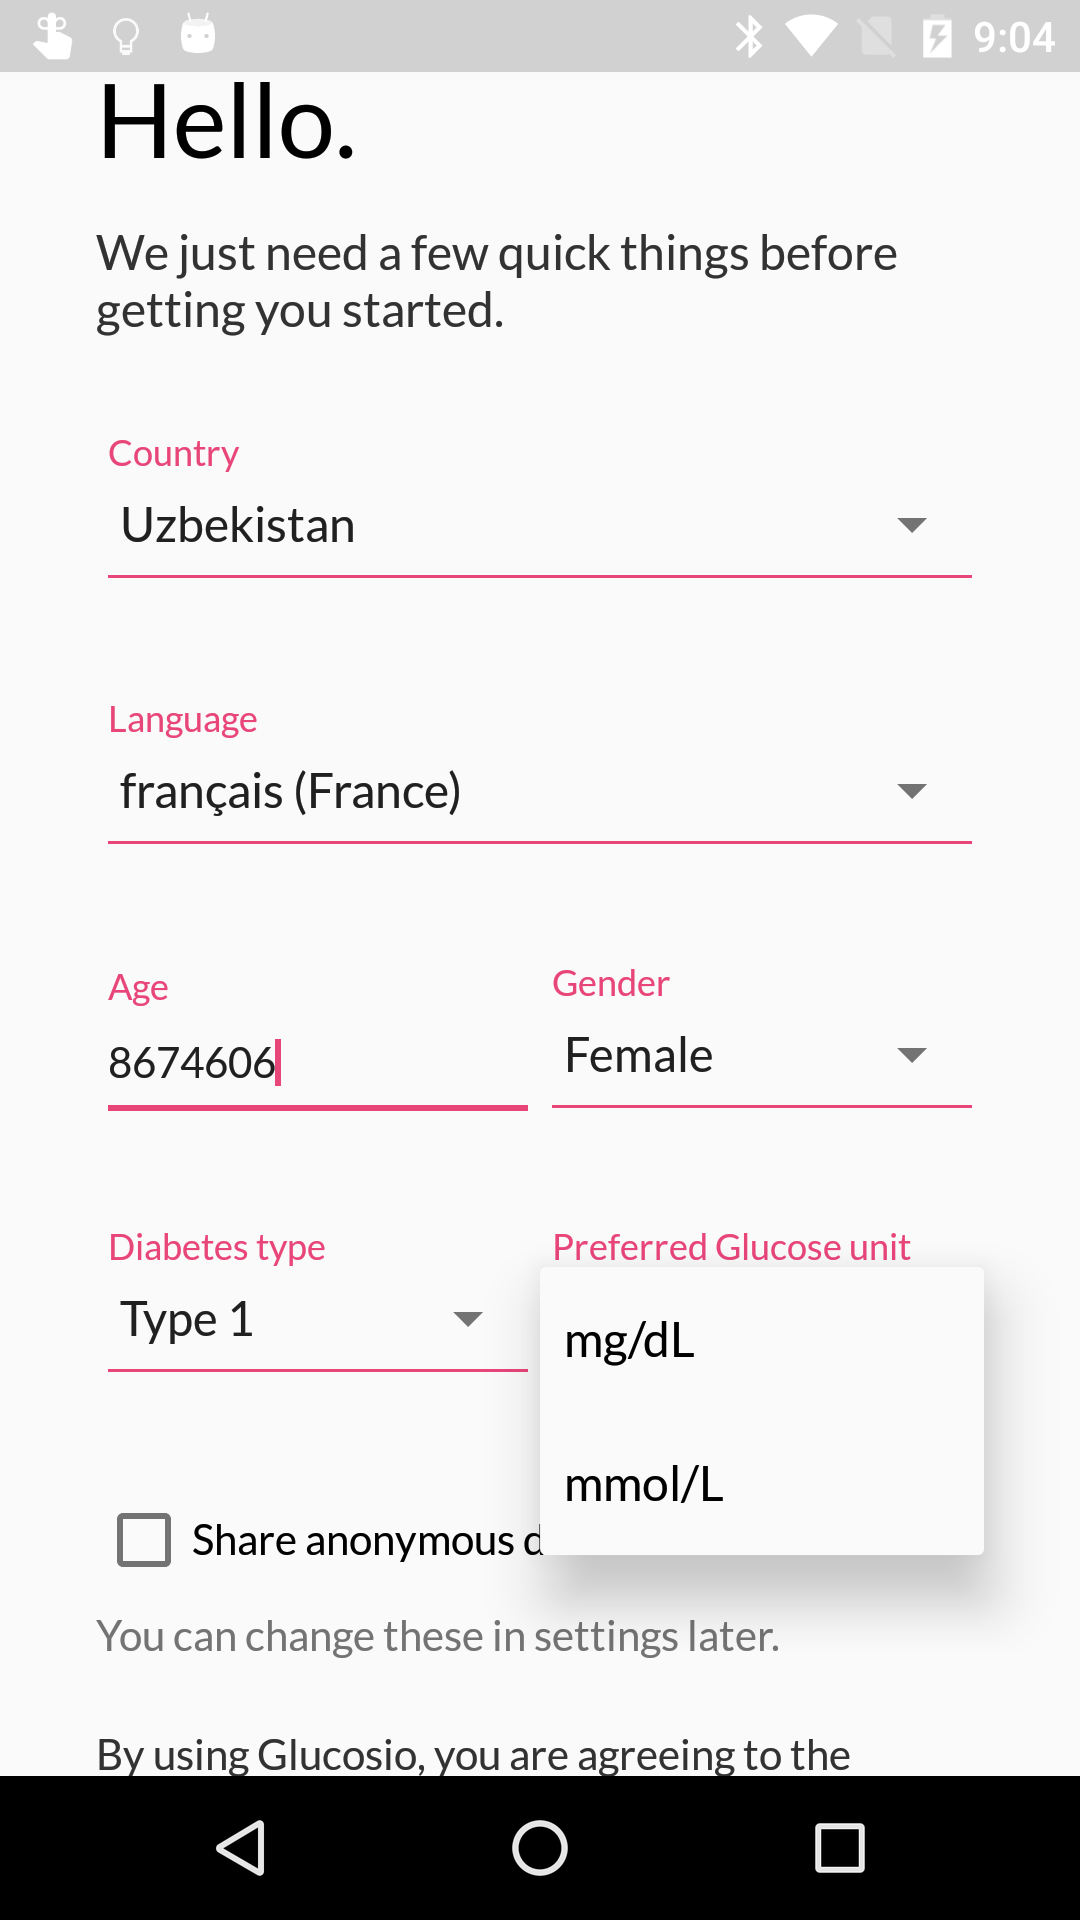 9:04
Hello.
We just need a few quick things before
getting you started.
Country
Uzbekistan
Language
français (France)
Age
Gender
8674606
Female
Diabetes type
Preferred Glucose unit
Type 1
mg/dL
mmol/L
Share anonymous
You can change these in settings later.
By using Glucosio, you are agreeing to the